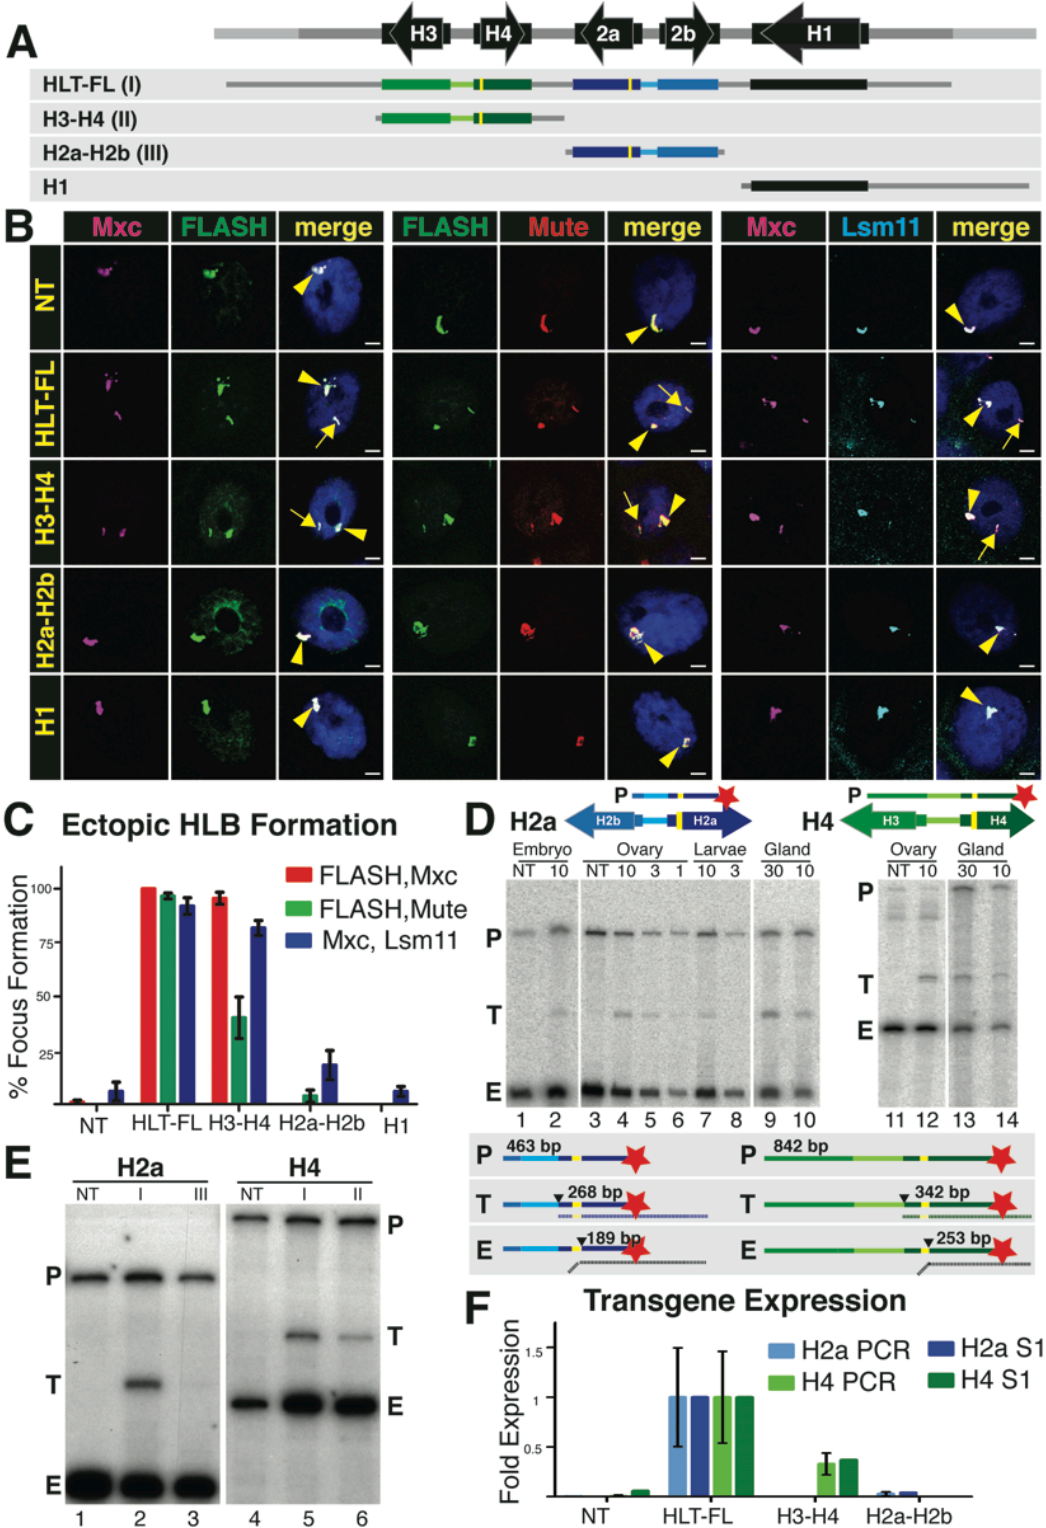 A
H3 H4 2a 2b H1
HLT-FL (I)
H3-H4 (II)
H2a-H2b (III)
H1
B
Mxc FLASH merge FLASH Mute merge Mxc Lsm11 merge
NT
HLT-FL
H3-H4
H2a-H2b
H1
C Ectopic HLB Formation
% Focus Formation
100
75
50
25
FLASH,Mxc
FLASH,Mute
Mxc, Lsm11
NT HLT-FL H3-H4 H2a-H2b H1
D
P
H2a H2b H2a
Embryo Ovary Larvae Gland
NT 10 NT 10 3 1 10 3 30 10
P
T
E
1 2 3 4 5 6 7 8 9 10
P
H4 H3 H4
Ovary Gland
NT 10 30 10
P
T
E
11 12 13 14
P 463 bp P 842 bp
T 268 bp T 342 bp
E 189 bp E 253 bp
E
H2a H4
NT I III NT I II
P
T
E
P
T
E
1 2 3 4 5 6
F Transgene Expression
Fold Expression
1.5
1
0.5
H2a PCR H2a S1
H4 PCR H4 S1
NT HLT-FL H3-H4 H2a-H2b